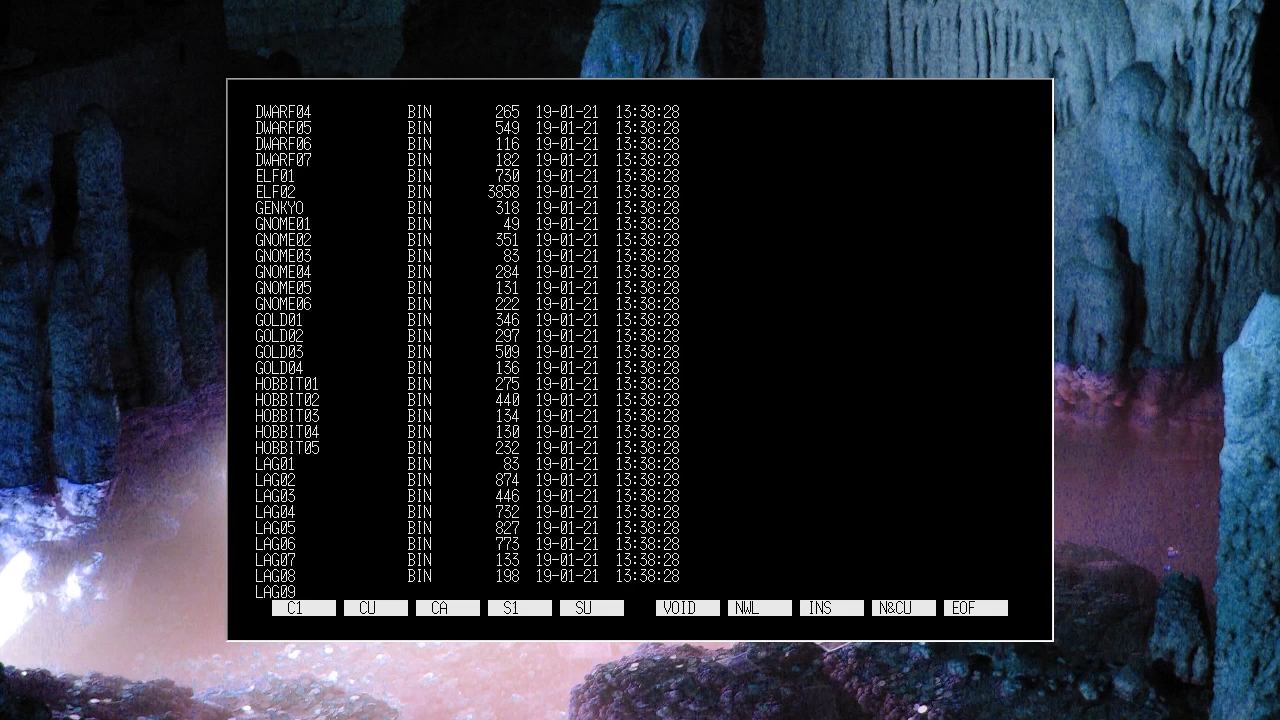 DWARF04 BIN 265 19-01-21 13:38:28
DWARF05 BIN 549 19-01-21 13:38:28
DWARF06 BIN 116 19-01-21 13:38:28
DWARF07 BIN 182 19-01-21 13:38:28
ELF01 BIN 730 19-01-21 13:38:28
ELF02 BIN 3858 19-01-21 13:38:28
GENKYO BIN 318 19-01-21 13:38:28
GNOME01 BIN 49 19-01-21 13:38:28
GNOME02 BIN 351 19-01-21 13:38:28
GNOME03 BIN 83 19-01-21 13:38:28
GNOME04 BIN 284 19-01-21 13:38:28
GNOME05 BIN 131 19-01-21 13:38:28
GNOME06 BIN 222 19-01-21 13:38:28
GOLD01 BIN 346 19-01-21 13:38:28
GOLD02 BIN 297 19-01-21 13:38:28
GOLD03 BIN 509 19-01-21 13:38:28
GOLD04 BIN 136 19-01-21 13:38:28
HOBBIT01 BIN 275 19-01-21 13:38:28
HOBBIT02 BIN 440 19-01-21 13:38:28
HOBBIT03 BIN 134 19-01-21 13:38:28
HOBBIT04 BIN 130 19-01-21 13:38:28
HOBBIT05 BIN 232 19-01-21 13:38:28
LAG01 BIN 83 19-01-21 13:38:28
LAG02 BIN 874 19-01-21 13:38:28
LAG03 BIN 446 19-01-21 13:38:28
LAG04 BIN 732 19-01-21 13:38:28
LAG05 BIN 827 19-01-21 13:38:28
LAG06 BIN 773 19-01-21 13:38:28
LAG07 BIN 133 19-01-21 13:38:28
LAG08 BIN 198 19-01-21 13:38:28
LAG09
C1 CU CA S1 SU VOID NWL INS N&CU EOF